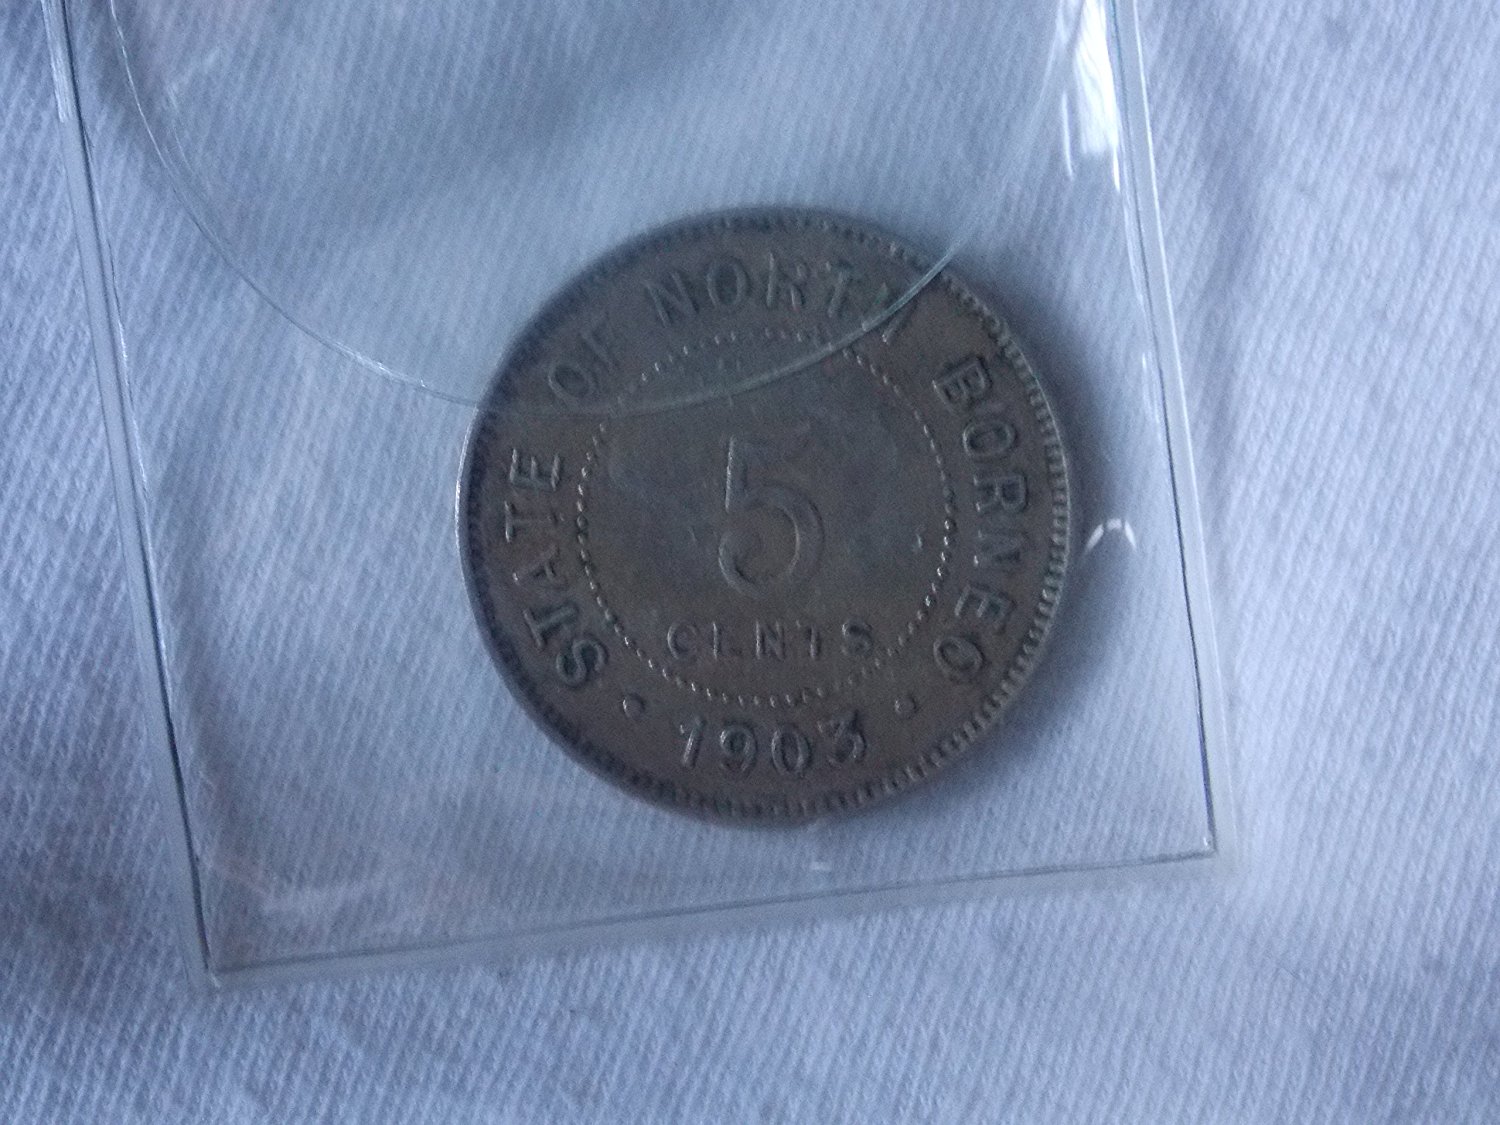 STATE OF NORTH BORNEO
5
CENTS
1903